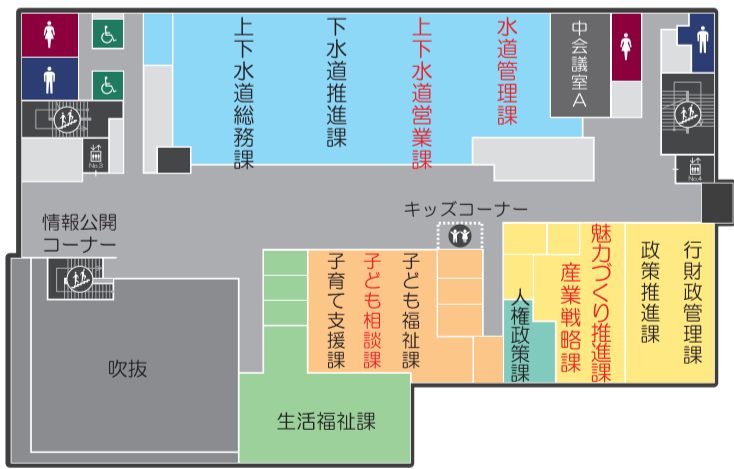 上下水道総務課
下水道推進課
上下水道営業課
水道管理課
中会議室A
No.3
No.4
情報公開
コーナー
キッズコーナー
吹抜
子育て支援課
子ども相談課
子ども福祉課
生活福祉課
人権政策課
産業戦略課
魅力づくり推進課
政策推進課
行財政管理課